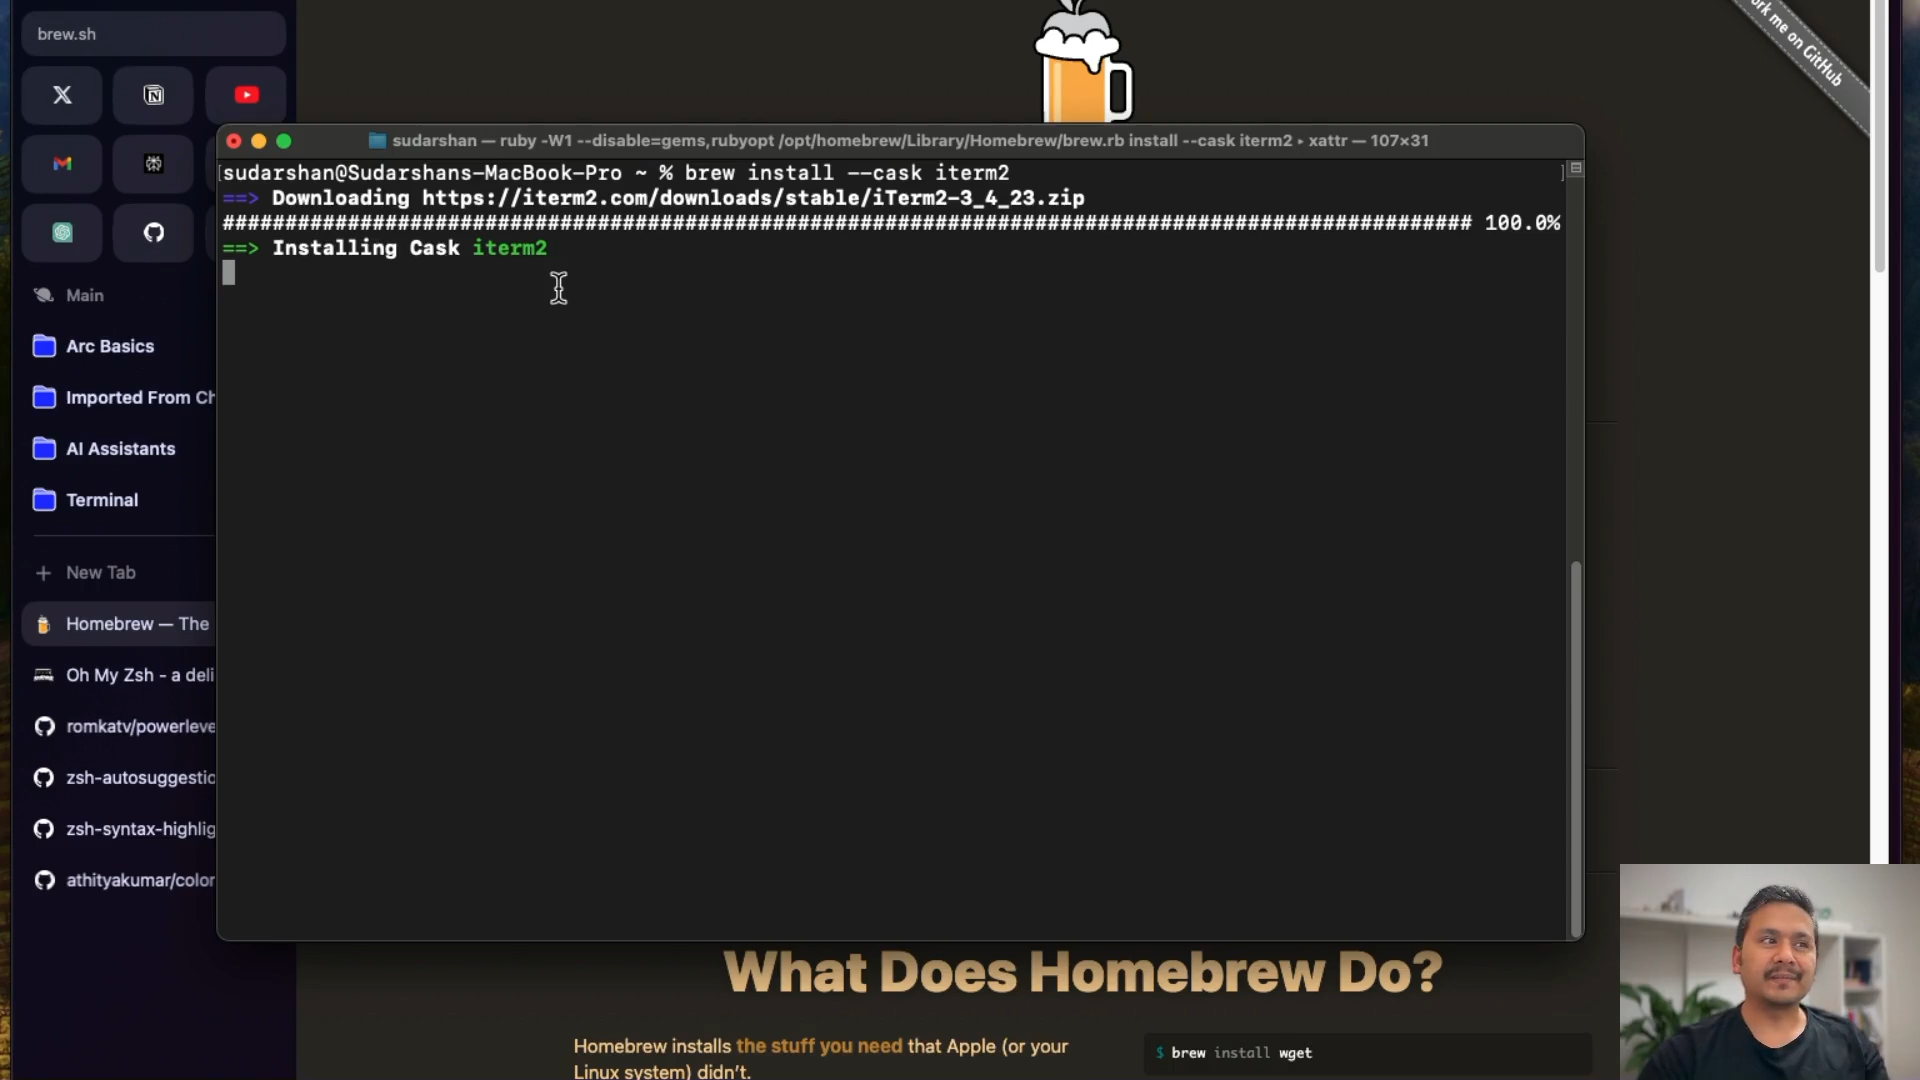 brew.sh
Main
Arc Basics
Imported From Ch
AI Assistants
Terminal
+ New Tab
Homebrew — The
Oh My Zsh - a deli
romkatv/powerleve
zsh-autosuggestio
zsh-syntax-highlig
athityakumar/color
ork me on GitHub
sudarshan — ruby -W1 --disable=gems,rubyopt /opt/homebrew/Library/Homebrew/brew.rb install --cask iterm2 ▸ xattr — 107×31
[sudarshan@Sudarshans-MacBook-Pro ~ % brew install --cask iterm2 ]
==> Downloading https://iterm2.com/downloads/stable/iTerm2-3_4_23.zip
#################################################################################################### 100.0%
==> Installing Cask iterm2
What Does Homebrew Do?
Homebrew installs the stuff you need that Apple (or your
Linux system) didn't.
$ brew install wget